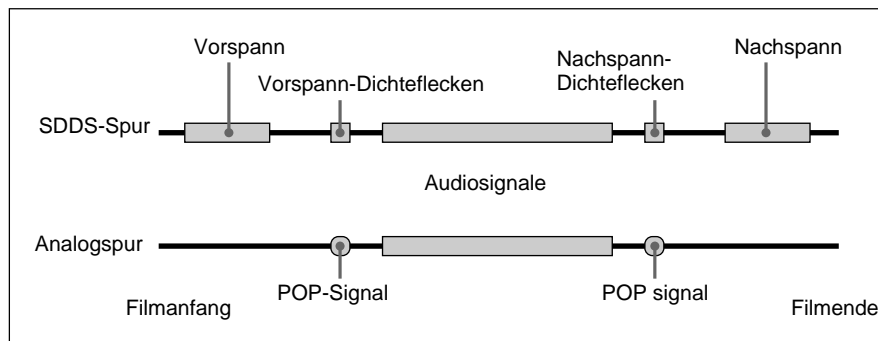 Vorspann
Nachspann
Vorspann-Dichteflecken
Nachspann-
Dichteflecken
SDDS-Spur
Audiosignale
Analogspur
POP-Signal
POP signal
Filmanfang
Filmende